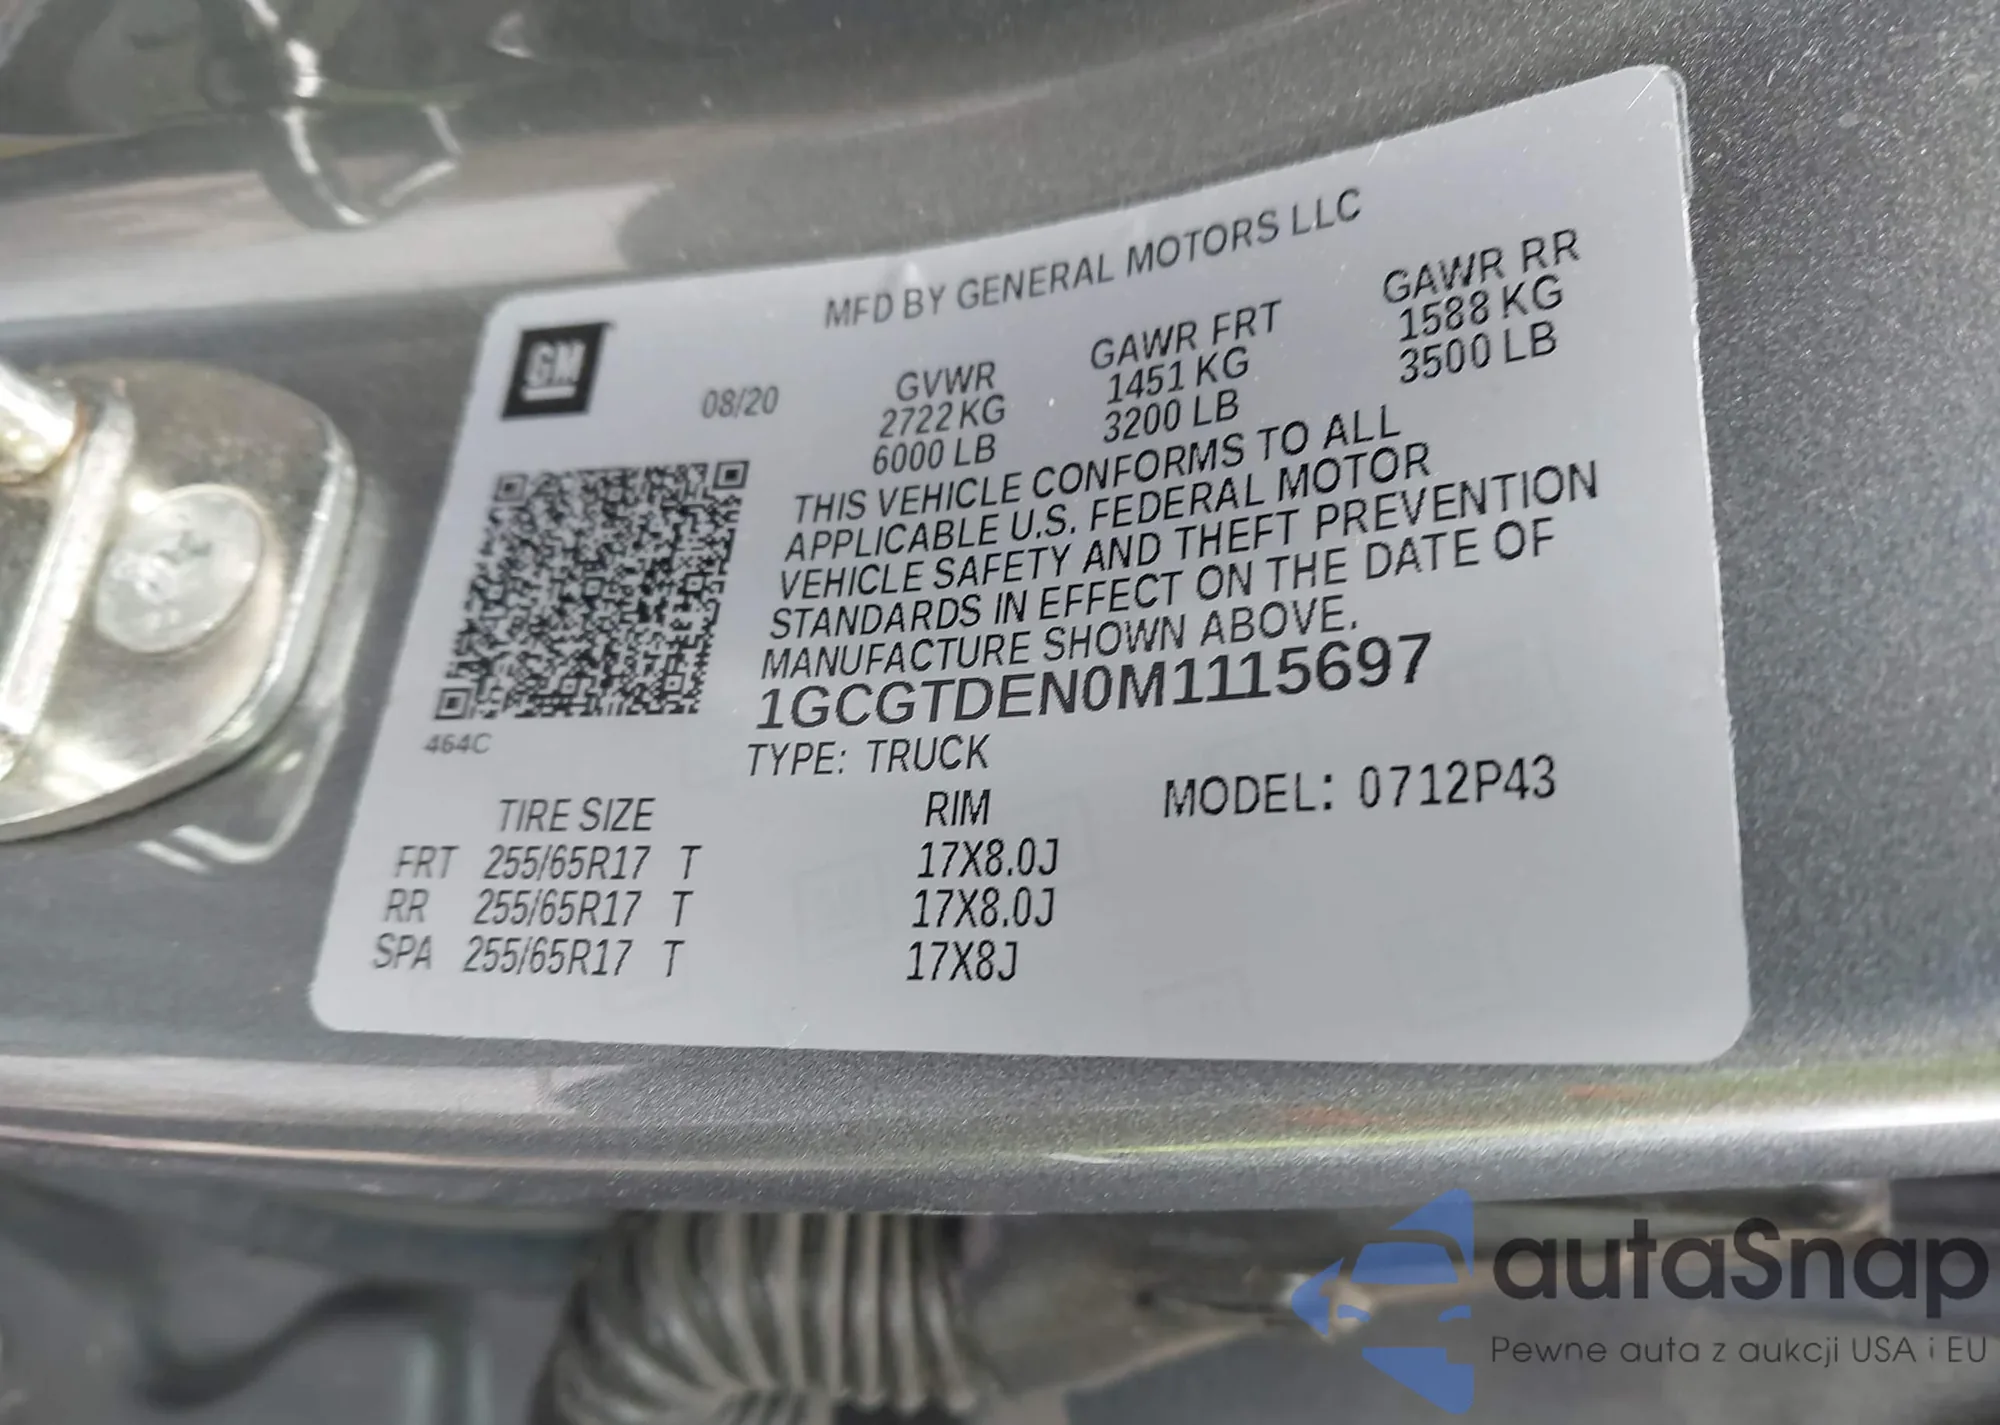 MFD BY GENERAL MOTORS LLC
GM
08/20
GVWR
2722 KG
6000 LB
GAWR FRT
1451 KG
3200 LB
GAWR RR
1588 KG
3500 LB
THIS VEHICLE CONFORMS TO ALL
APPLICABLE U.S. FEDERAL MOTOR
VEHICLE SAFETY AND THEFT PREVENTION
STANDARDS IN EFFECT ON THE DATE OF
MANUFACTURE SHOWN ABOVE.
1GCGTDEN0M1115697
464C
TYPE: TRUCK
MODEL: 0712P43
TIRE SIZE RIM
FRT 255/65R17 T 17X8.0J
RR 255/65R17 T 17X8.0J
SPA 255/65R17 T 17X8J
autaSnap
Pewne auta z aukcji USA i EU